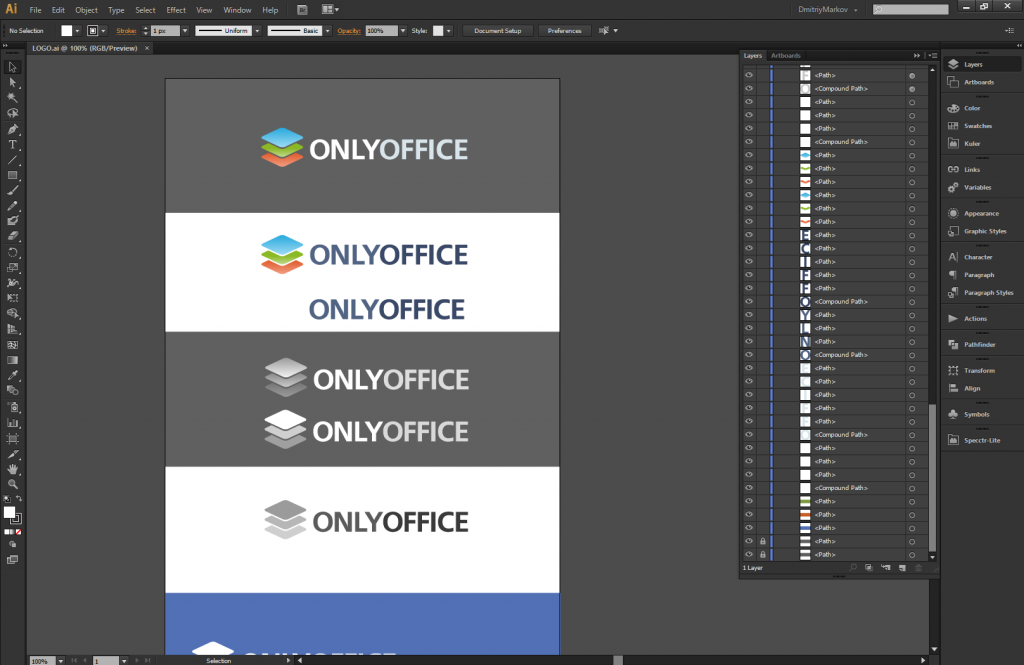 Ai File Edit Object Type Select Effect View Window Help Br DmitriyMarkov
No Selection Stroke: 1 px Uniform Basic Opacity: 100% Style: Document Setup Preferences
LOGO.ai @ 100% (RGB/Preview) ×
ONLYOFFICE
ONLYOFFICE
ONLYOFFICE
ONLYOFFICE
ONLYOFFICE
ONLYOFFICE
ONLYOFFICE
Layers Artboards
<Path>
<Compound Path>
<Path>
<Path>
<Path>
<Compound Path>
<Path>
<Path>
<Path>
<Path>
<Path>
<Path>
<Path>
<Path>
<Path>
<Path>
<Path>
<Compound Path>
<Path>
<Path>
<Path>
<Compound Path>
<Path>
<Path>
<Path>
<Path>
<Path>
<Compound Path>
<Path>
<Path>
<Path>
<Compound Path>
<Path>
<Path>
<Path>
<Path>
<Path>
1 Layer
Layers
Artboards
Color
Swatches
Kuler
Links
Variables
Appearance
Graphic Styles
Character
Paragraph
Paragraph Styles
Actions
Pathfinder
Transform
Align
Symbols
Specctr-Lite
100% 1 Selection